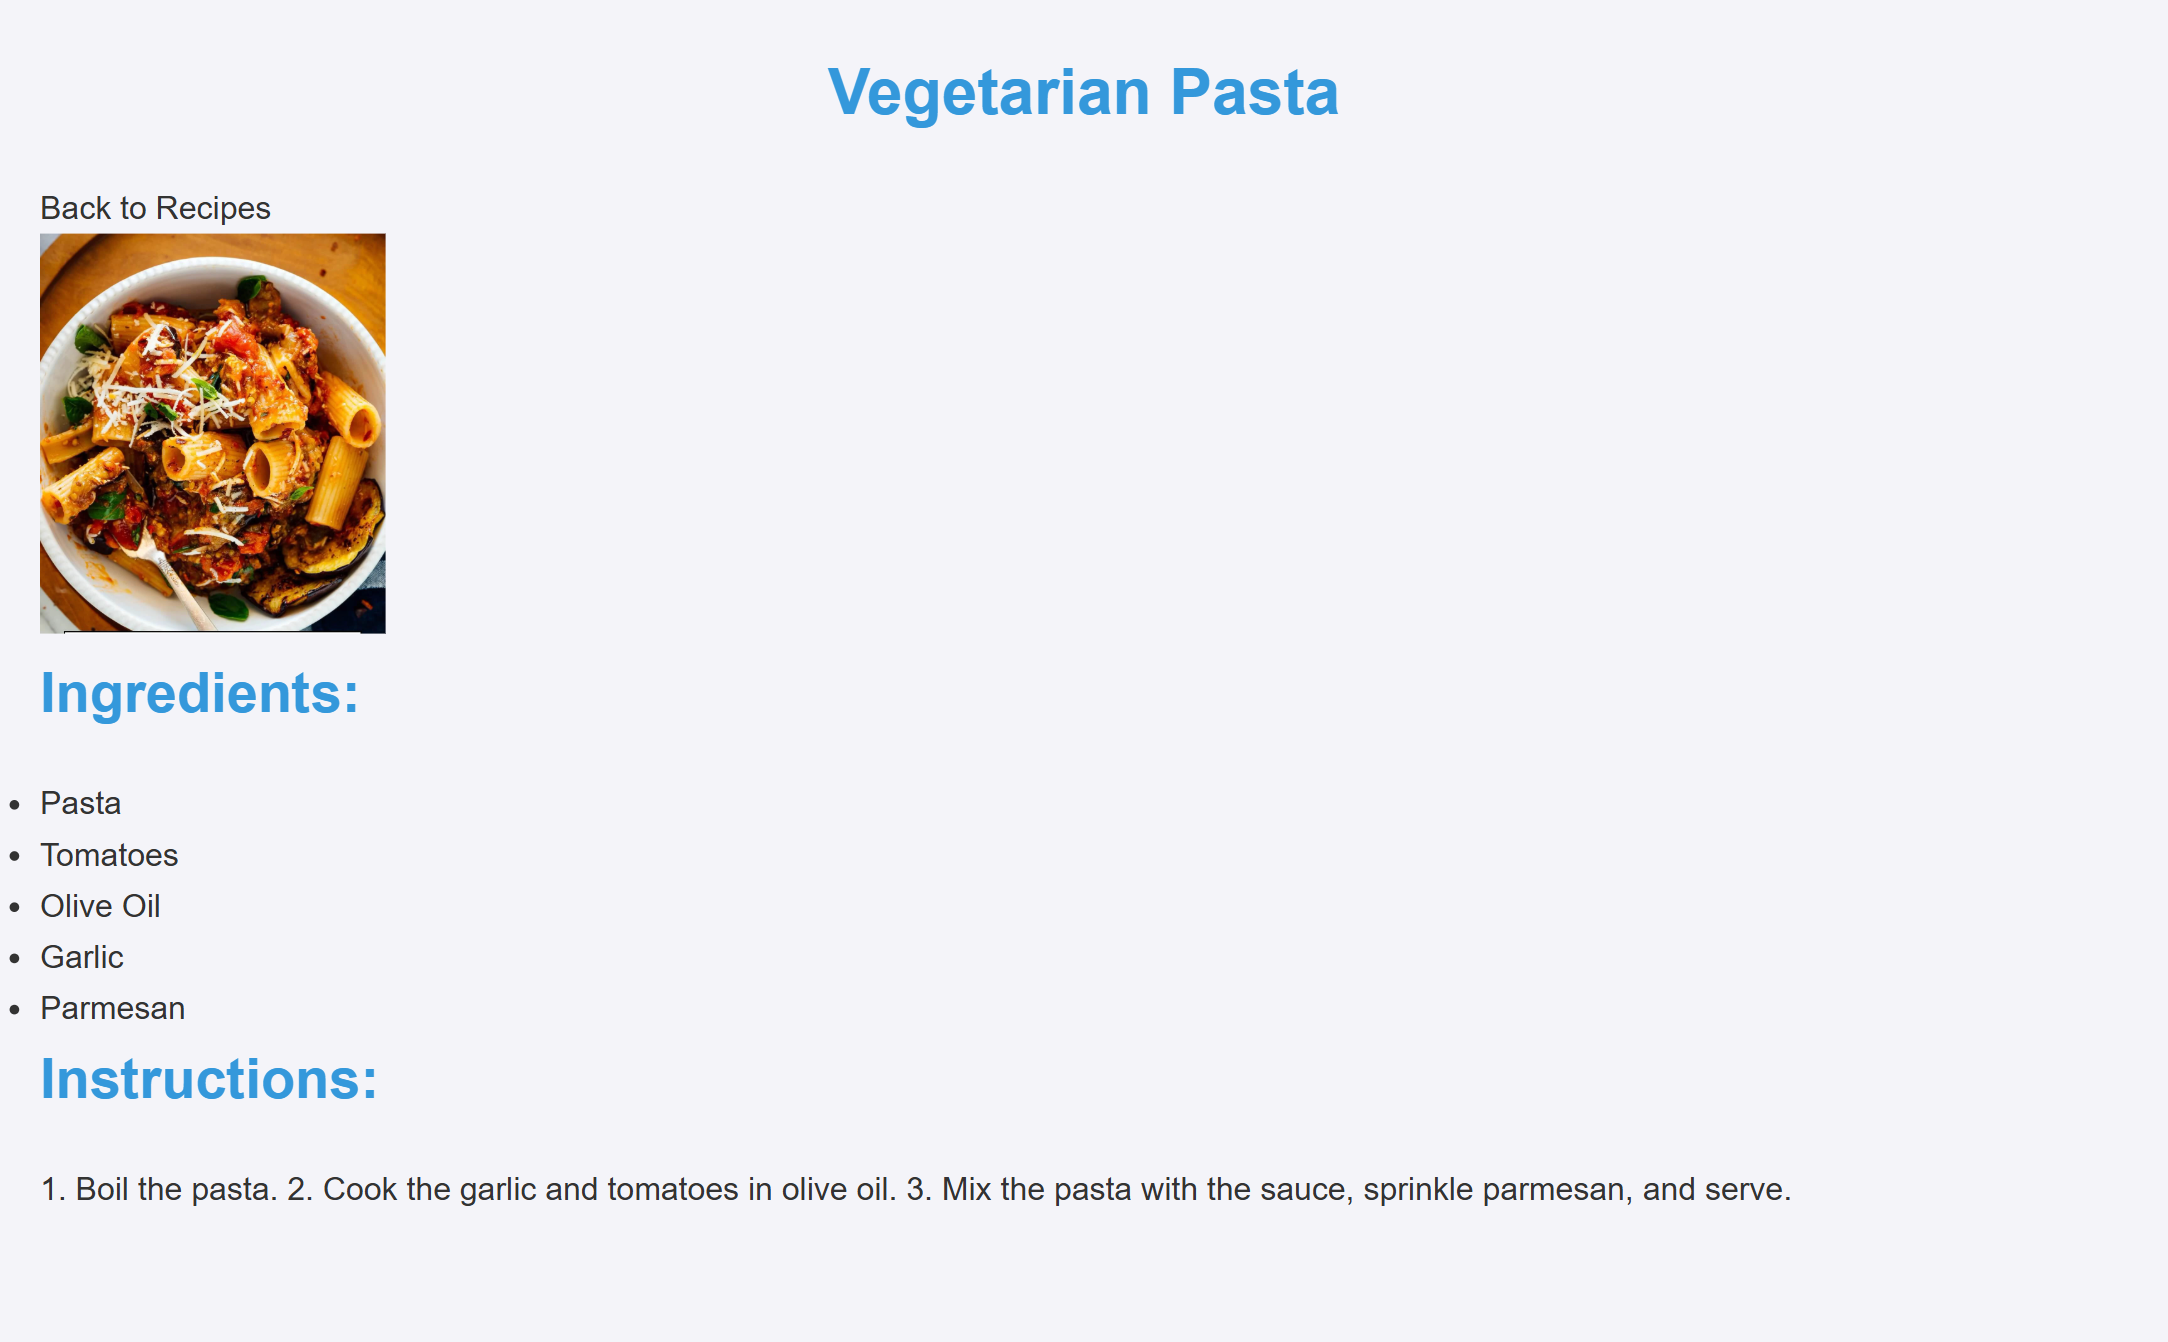 Vegetarian Pasta
Back to Recipes
Ingredients:
• Pasta
• Tomatoes
• Olive Oil
• Garlic
• Parmesan
Instructions:
1. Boil the pasta. 2. Cook the garlic and tomatoes in olive oil. 3. Mix the pasta with the sauce, sprinkle parmesan, and serve.